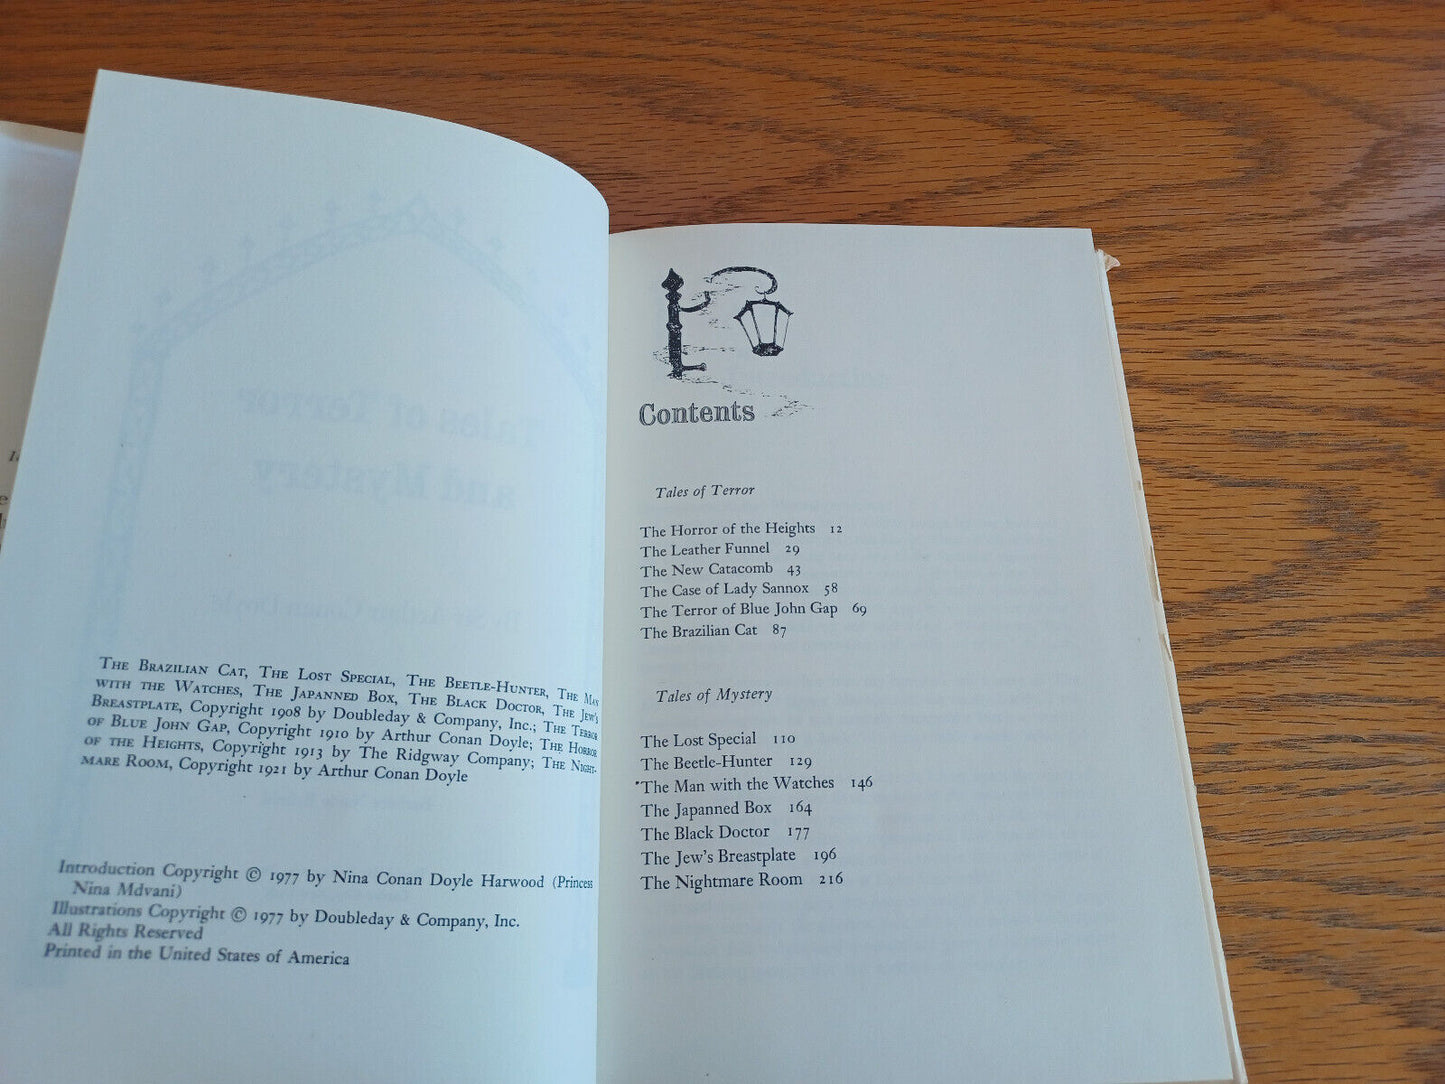 THE BRAZILIAN CAT, THE LOST SPECIAL, THE BEETLE-HUNTER, THE MAN
WITH THE WATCHES, THE JAPANNED BOX, THE BLACK DOCTOR, THE JEW'S
BREASTPLATE, Copyright 1908 by Doubleday & Company, Inc.; THE TERROR
OF BLUE JOHN GAP, Copyright 1910 by Arthur Conan Doyle; THE HORROR
OF THE HEIGHTS, Copyright 1913 by The Ridgway Company; THE NIGHT-
MARE ROOM, Copyright 1921 by Arthur Conan Doyle
Introduction Copyright © 1977 by Nina Conan Doyle Harwood (Princess
Nina Mdvani)
Illustrations Copyright © 1977 by Doubleday & Company, Inc.
All Rights Reserved
Printed in the United States of America
Contents
Tales of Terror
The Horror of the Heights 12
The Leather Funnel 29
The New Catacomb 43
The Case of Lady Sannox 58
The Terror of Blue John Gap 69
The Brazilian Cat 87
Tales of Mystery
The Lost Special 110
The Beetle-Hunter 129
The Man with the Watches 146
The Japanned Box 164
The Black Doctor 177
The Jew's Breastplate 196
The Nightmare Room 216